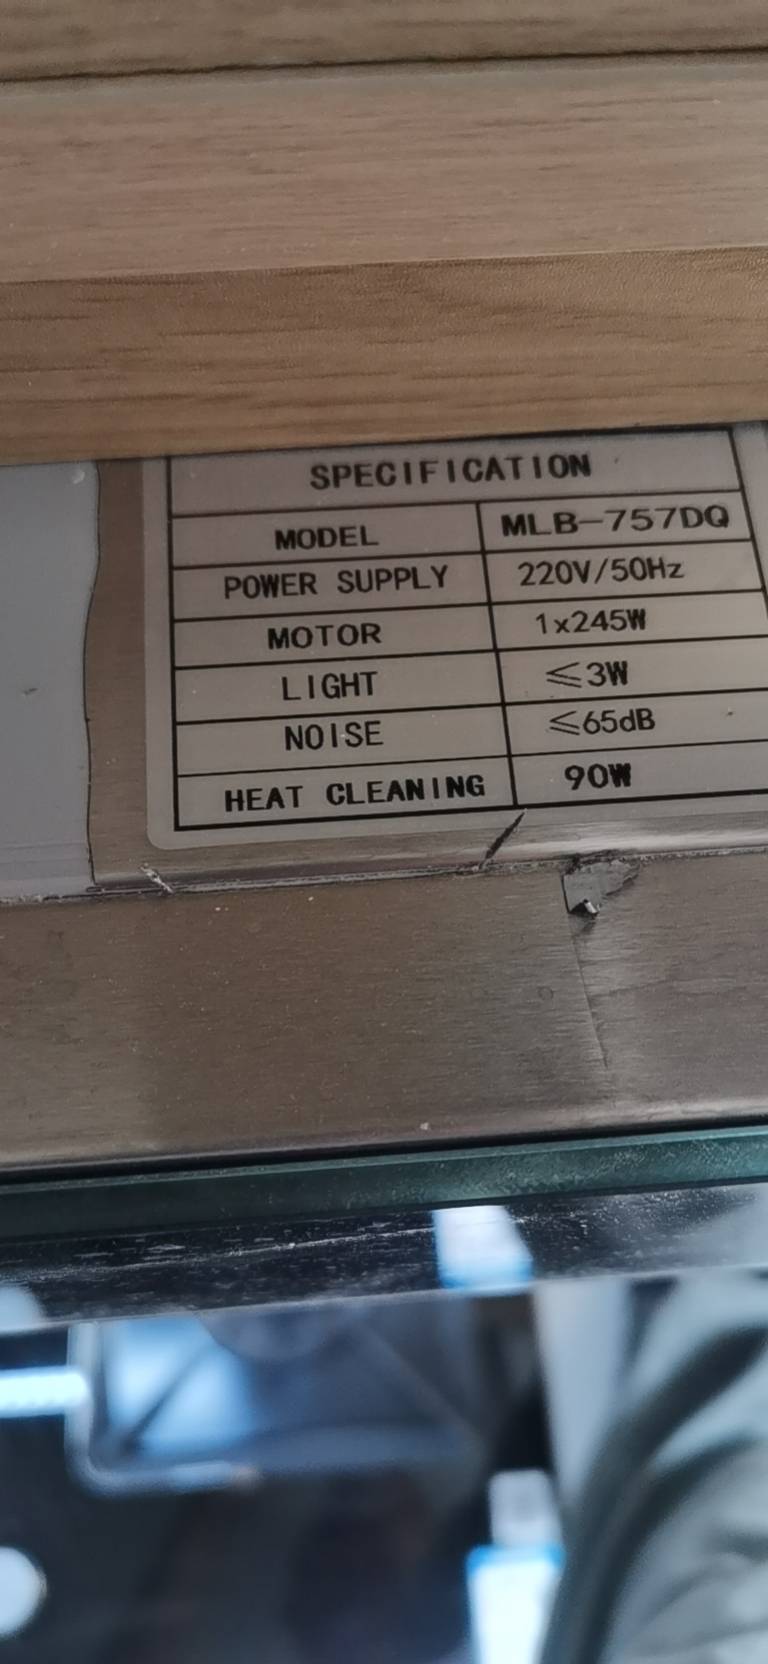 SPECIFICATION
MODEL MLB-757DQ
POWER SUPPLY 220V/50Hz
MOTOR 1x245W
LIGHT ≤3W
NOISE ≤65dB
HEAT CLEANING 90W